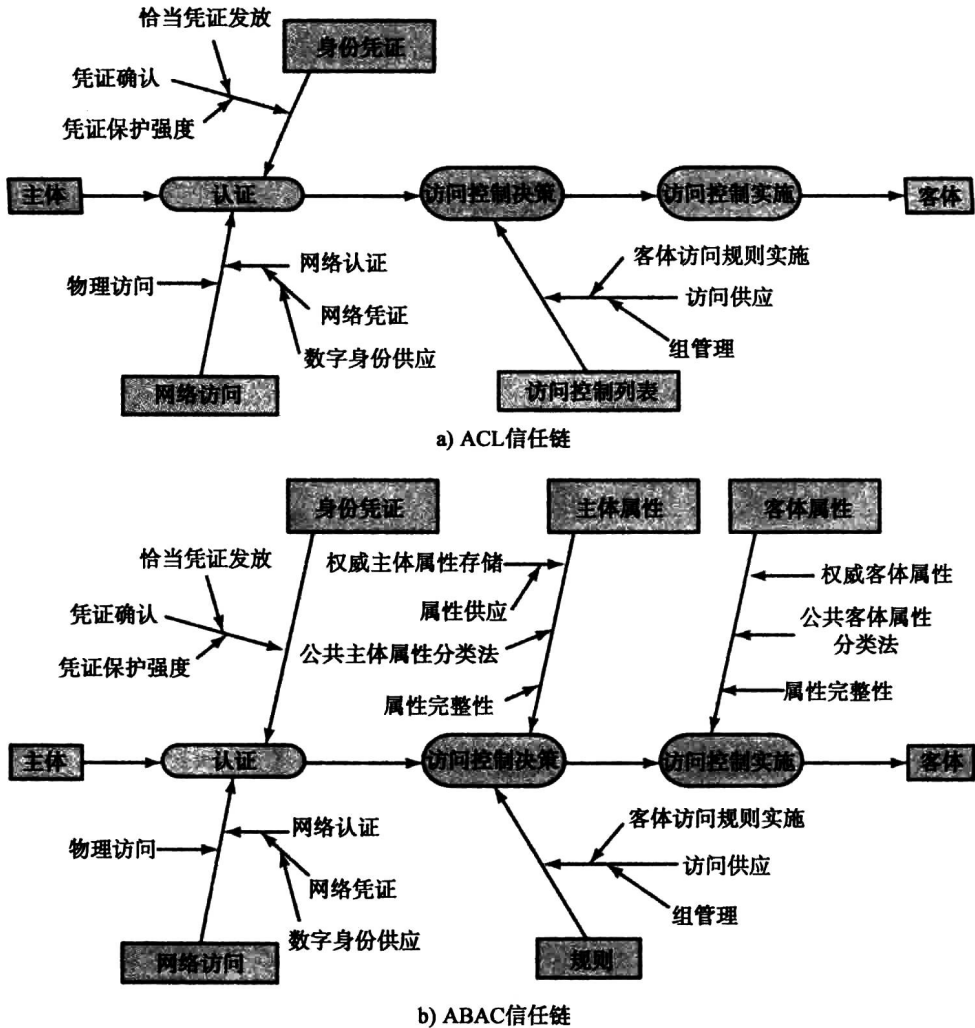 恰当凭证发放
身份凭证
凭证确认
凭证保护强度
主体
认证
访问控制决策
访问控制实施
客体
物理访问
网络认证
网络凭证
数字身份供应
网络访问
客体访问规则实施
访问供应
组管理
访问控制列表
a) ACL信任链
身份凭证
主体属性
客体属性
恰当凭证发放
凭证确认
凭证保护强度
权威主体属性存储
属性供应
公共主体属性分类法
属性完整性
权威客体属性
公共客体属性
分类法
属性完整性
主体
认证
访问控制决策
访问控制实施
客体
物理访问
网络认证
网络凭证
数字身份供应
网络访问
客体访问规则实施
访问供应
组管理
规则
b) ABAC信任链